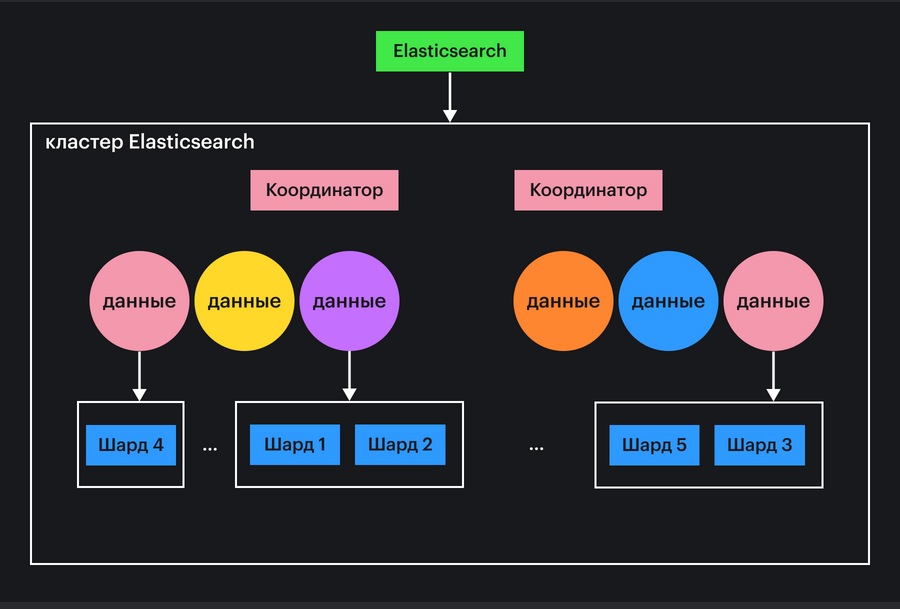 Elasticsearch
кластер Elasticsearch
Координатор
Координатор
данные
данные
данные
данные
данные
данные
Шард 4
...
Шард 1
Шард 2
...
Шард 5
Шард 3